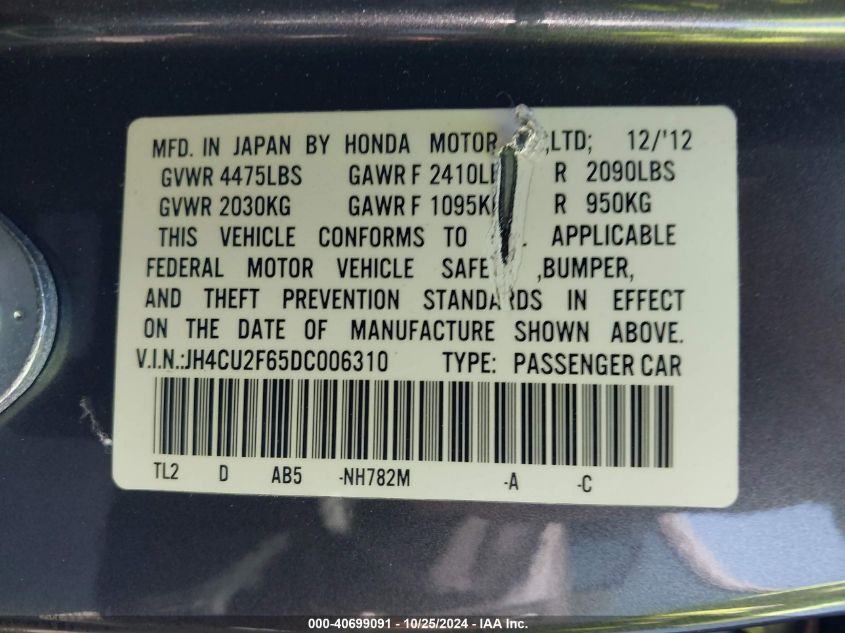 MFD. IN JAPAN BY HONDA MOTOR ,LTD; 12/'12
GVWR 4475LBS GAWR F 2410L R 2090LBS
GVWR 2030KG GAWR F 1095K R 950KG
THIS VEHICLE CONFORMS TO . APPLICABLE
FEDERAL MOTOR VEHICLE SAFE ,BUMPER,
AND THEFT PREVENTION STANDARDS IN EFFECT
ON THE DATE OF MANUFACTURE SHOWN ABOVE.
V.I.N.:JH4CU2F65DC006310 TYPE: PASSENGER CAR
TL2 D AB5 -NH782M -A -C
000-40699091 - 10/25/2024 - IAA Inc.